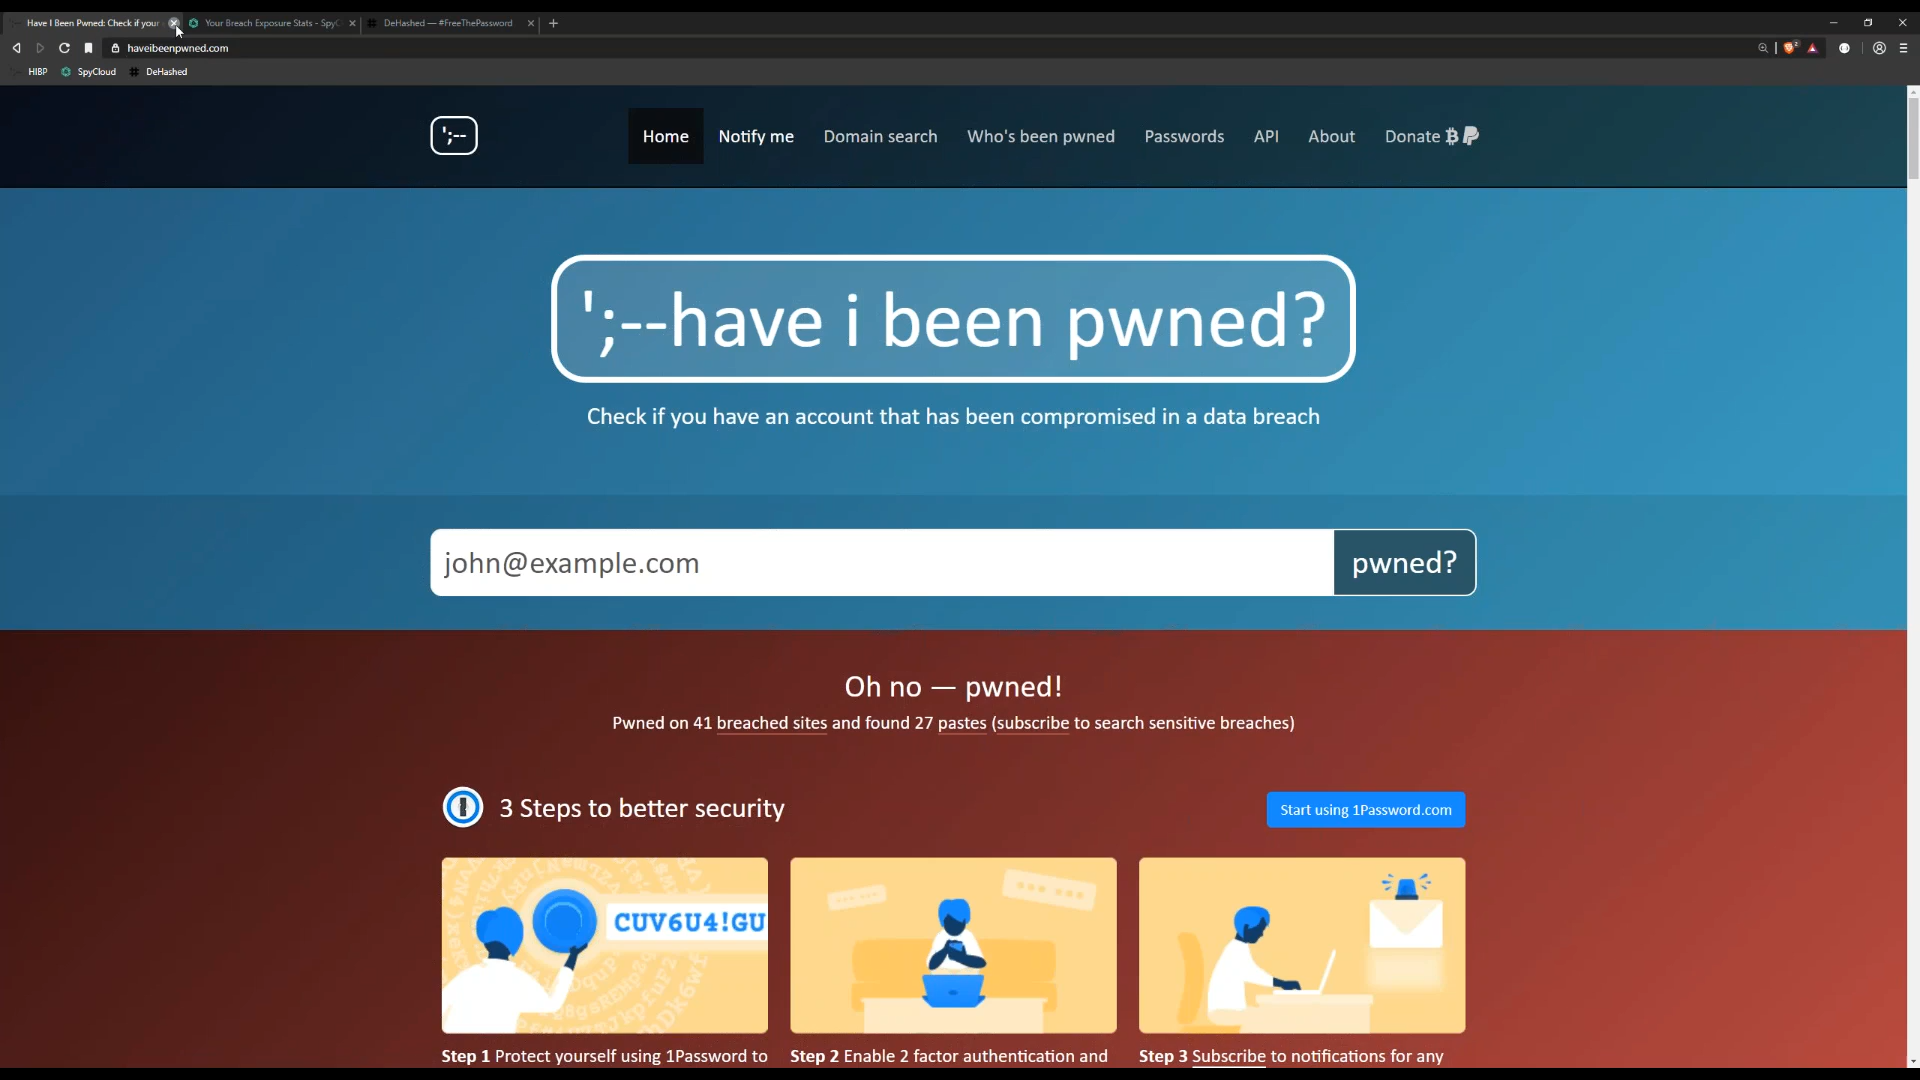 Have I Been Pwned: Check if your
Your Breach Exposure Stats - SpyC
DeHashed — #FreeThePassword
haveibeenpwned.com
2
HIBP
SpyCloud
DeHashed
';--
Home
Notify me
Domain search
Who's been pwned
Passwords
API
About
Donate
';--have i been pwned?
Check if you have an account that has been compromised in a data breach
john@example.com
pwned?
Oh no — pwned!
Pwned on 41 breached sites and found 27 pastes (subscribe to search sensitive breaches)
3 Steps to better security
Start using 1Password.com
CUV6U4!GU
Step 1 Protect yourself using 1Password to
Step 2 Enable 2 factor authentication and
Step 3 Subscribe to notifications for any